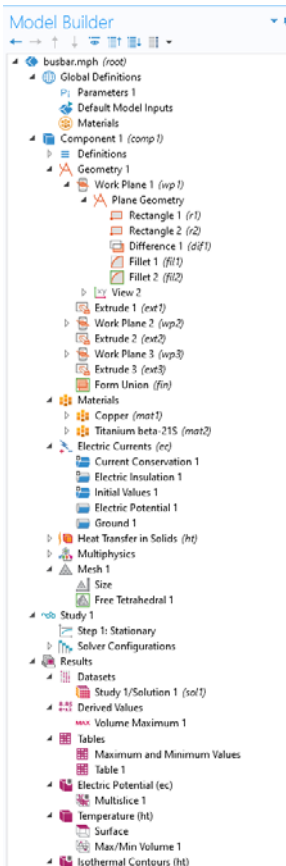 Model Builder
busbar.mph (root)
Global Definitions
Pi Parameters 1
Default Model Inputs
Materials
Component 1 (comp1)
Definitions
Geometry 1
Work Plane 1 (wp1)
Plane Geometry
Rectangle 1 (r1)
Rectangle 2 (r2)
Difference 1 (dif1)
Fillet 1 (fil1)
Fillet 2 (fil2)
View 2
Extrude 1 (ext1)
Work Plane 2 (wp2)
Extrude 2 (ext2)
Work Plane 3 (wp3)
Extrude 3 (ext3)
Form Union (fin)
Materials
Copper (mat1)
Titanium beta-21S (mat2)
Electric Currents (ec)
Current Conservation 1
Electric Insulation 1
Initial Values 1
Electric Potential 1
Ground 1
Heat Transfer in Solids (ht)
Multiphysics
Mesh 1
Size
Free Tetrahedral 1
Study 1
Step 1: Stationary
Solver Configurations
Results
Datasets
Study 1/Solution 1 (sol1)
Derived Values
MAX Volume Maximum 1
Tables
Maximum and Minimum Values
Table 1
Electric Potential (ec)
Multislice 1
Temperature (ht)
Surface
Max/Min Volume 1
Isothermal Contours (ht)